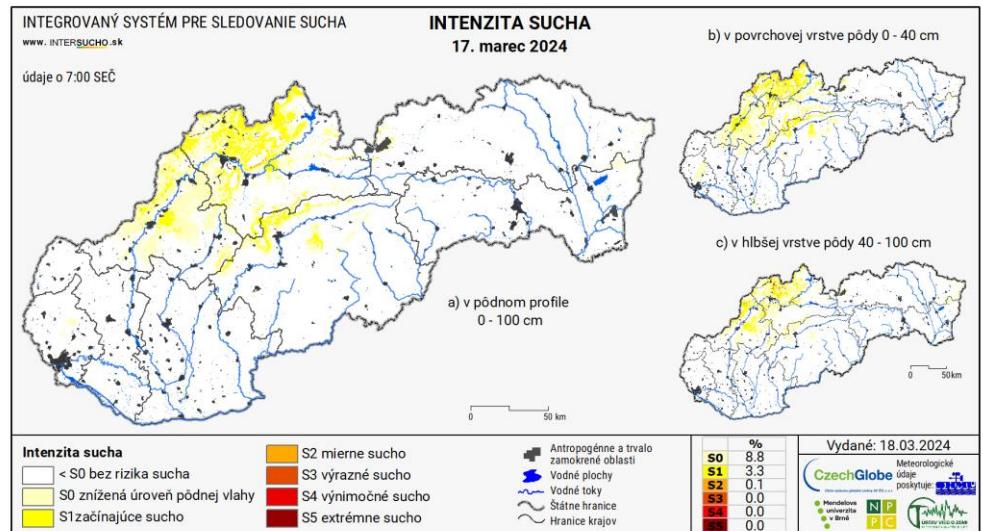 INTEGROVANÝ SYSTÉM PRE SLEDOVANIE SUCHA
www. INTERSUCHO.sk
údaje o 7:00 SEČ
INTENZITA SUCHA
17. marec 2024
b) v povrchovej vrstve pôdy 0 - 40 cm
c) v hlbšej vrstve pôdy 40 - 100 cm
a) v pôdnom profile
0 - 100 cm
0 50 km
0 50km
Intenzita sucha
< S0 bez rizika sucha
S0 znížená úroveň pôdnej vlahy
S1začínajúce sucho
S2 mierne sucho
S3 výrazné sucho
S4 výnimočné sucho
S5 extrémne sucho
Antropogénne a trvalo
zamokrené oblasti
Vodné plochy
Vodné toky
Štátne hranice
Hranice krajov
%
S0 8.8
S1 3.3
S2 0.1
S3 0.0
S4 0.0
S5 0.0
Vydané: 18.03.2024
CzechGlobe
Meteorologické
údaje
poskytuje:
Mendelova
univerzita
v Brně
N P
P C